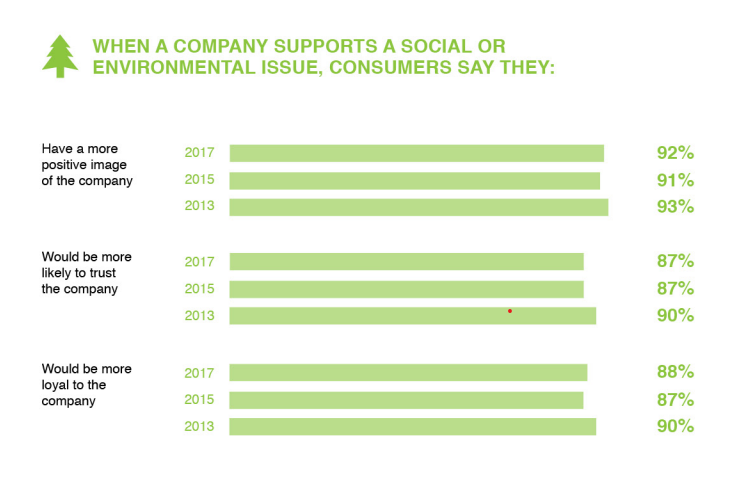 WHEN A COMPANY SUPPORTS A SOCIAL OR
ENVIRONMENTAL ISSUE, CONSUMERS SAY THEY:
Have a more
positive image
of the company
2017 92%
2015 91%
2013 93%
Would be more
likely to trust
the company
2017 87%
2015 87%
2013 90%
Would be more
loyal to the
company
2017 88%
2015 87%
2013 90%